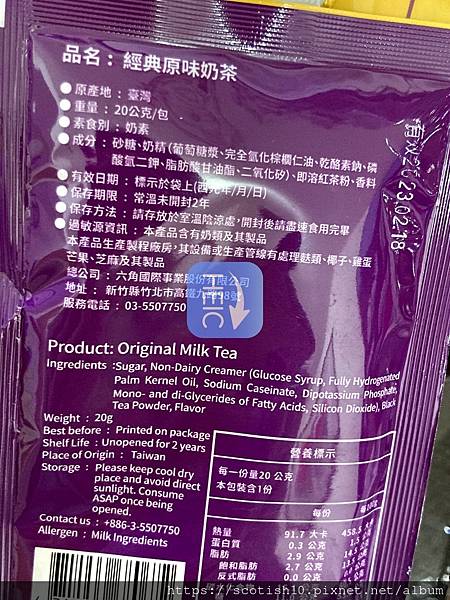 品名：經典原味奶茶
● 原產地：臺灣
● 重量：20公克/包
● 素食別：奶素
● 成分：砂糖、奶精(葡萄糖漿、完全氫化棕櫚仁油、乾酪素鈉、磷
酸氫二鉀、脂肪酸甘油酯、二氧化矽)、即溶紅茶粉、香料
● 有效日期：標示於袋上(西元年/月/日)
● 保存期限：常溫未開封2年
● 保存方法：請存放於室溫陰涼處，開封後請盡速食用完畢
● 過敏源資訊：本產品含有奶類及其製品
本產品生產製程廠房，其設備或生產管線有處理麩類、椰子、雞蛋
芒果、芝麻及其製品
總公司：六角國際事業股份有限公司
地址：新竹縣竹北市高鐵九路98號
服務電話：03-5507750
2023.02.18
HEIC
Product: Original Milk Tea
Ingredients :Sugar, Non-Dairy Creamer (Glucose Syrup, Fully Hydrogenated
Palm Kernel Oil, Sodium Caseinate, Dipotassium Phosphate,
Mono- and di-Glycerides of Fatty Acids, Silicon Dioxide), Black
Tea Powder, Flavor
Weight : 20g
Best before : Printed on package
Shelf Life : Unopened for 2 years
Place of Origin : Taiwan
Storage : Please keep cool dry
place and avoid direct
sunlight. Consume
ASAP once being
opened.
Contact us : +886-3-5507750
Allergen : Milk Ingredients
營養標示
每一份量20 公克
本包裝含1份
每份 每100
熱量 91.7 大卡 458.
蛋白質 0.3 公克
脂肪 2.9 公克
飽和脂肪 2.7 公克
反式脂肪 0.0 公克
https://scotish10.pixnet.net/album